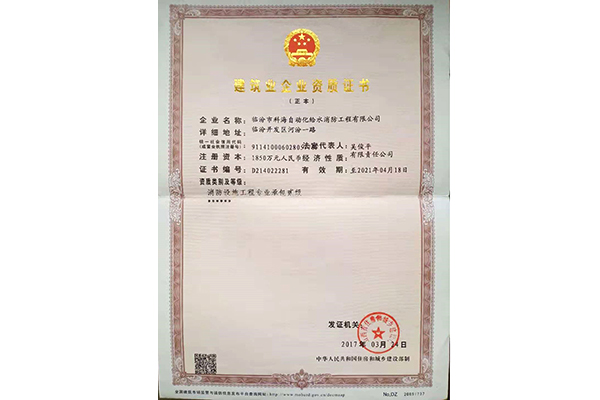 建筑业企业资质证书
(正本)
企业名称：临汾市科海自动化给水消防工程有限公司
详细地址：临汾开发区河汾一路
统一社会信用代码
(或营业执照注册号)：
法定代表人：吴俊平
注册资本：1850万元人民币 经济性质：有限责任公司
证书编号：D214022281 有效期：至2021年04月18日
资质类别及等级：
消防设施工程专业承包贰级
******
发证机关：
2017年03月24日
中华人民共和国住房和城乡建设部制